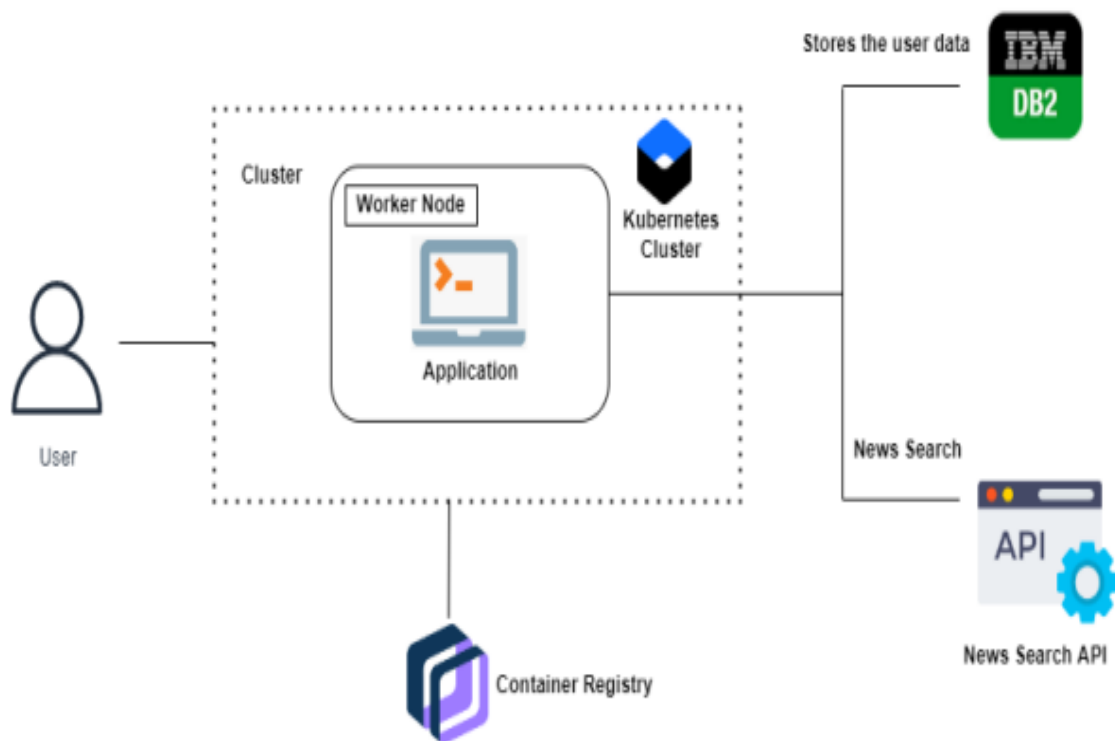 Stores the user data
IBM
DB2
Cluster
Worker Node
Kubernetes
Cluster
Application
User
News Search
API
News Search API
Container Registry